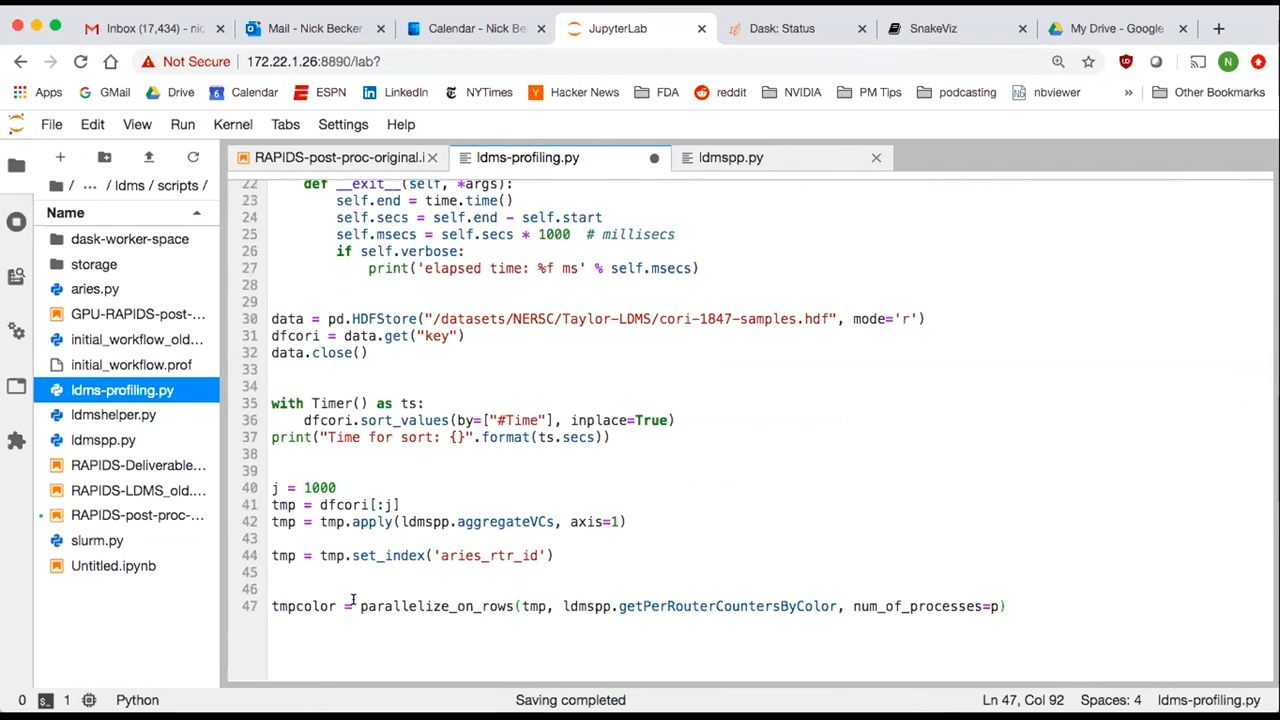 Inbox (17,434) - nic
Mail - Nick Becker
Calendar - Nick Be
JupyterLab
Dask: Status
SnakeViz
My Drive - Google
Not Secure
172.22.1.26:8890/lab?
N
Apps
GMail
Drive
6
Calendar
ESPN
LinkedIn
NYTimes
Hacker News
FDA
reddit
NVIDIA
PM Tips
podcasting
nbviewer
»
Other Bookmarks
File Edit View Run Kernel Tabs Settings Help
RAPIDS-post-proc-original.i
ldms-profiling.py
ldmspp.py
/ ... / ldms / scripts /
Name
dask-worker-space
storage
aries.py
GPU-RAPIDS-post-...
initial_workflow_old...
initial_workflow.prof
ldms-profiling.py
ldmshelper.py
ldmspp.py
RAPIDS-Deliverable...
RAPIDS-LDMS_old....
RAPIDS-post-proc-...
slurm.py
Untitled.ipynb
22     def __exit__(self, *args):
23         self.end = time.time()
24         self.secs = self.end - self.start
25         self.msecs = self.secs * 1000  # millisecs
26         if self.verbose:
27             print('elapsed time: %f ms' % self.msecs)
28
29
30 data = pd.HDFStore("/datasets/NERSC/Taylor-LDMS/cori-1847-samples.hdf", mode='r')
31 dfcori = data.get("key")
32 data.close()
33
34
35 with Timer() as ts:
36     dfcori.sort_values(by=["#Time"], inplace=True)
37 print("Time for sort: {}".format(ts.secs))
38
39
40 j = 1000
41 tmp = dfcori[:j]
42 tmp = tmp.apply(ldmspp.aggregateVCs, axis=1)
43
44 tmp = tmp.set_index('aries_rtr_id')
45
46
47 tmpcolor = parallelize_on_rows(tmp, ldmspp.getPerRouterCountersByColor, num_of_processes=p)
0
1
Python
Saving completed
Ln 47, Col 92
Spaces: 4
ldms-profiling.py